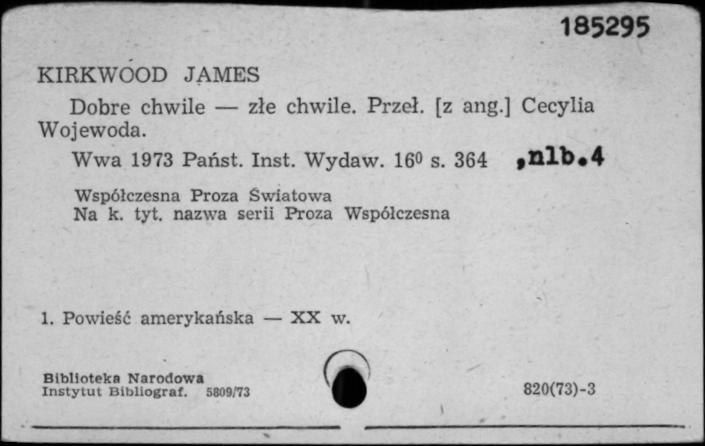 185295
KIRKWOOD JAMES
Dobre chwile — złe chwile. Przeł. [z ang.] Cecylia
Wojewoda.
Wwa 1973 Państ. Inst. Wydaw. 16⁰ s. 364 ,nlb.4
Współczesna Proza Światowa
Na k. tyt. nazwa serii Proza Współczesna
1. Powieść amerykańska — XX w.
Biblioteka Narodowa
Instytut Bibliograf. 5809/73 820(73)-3